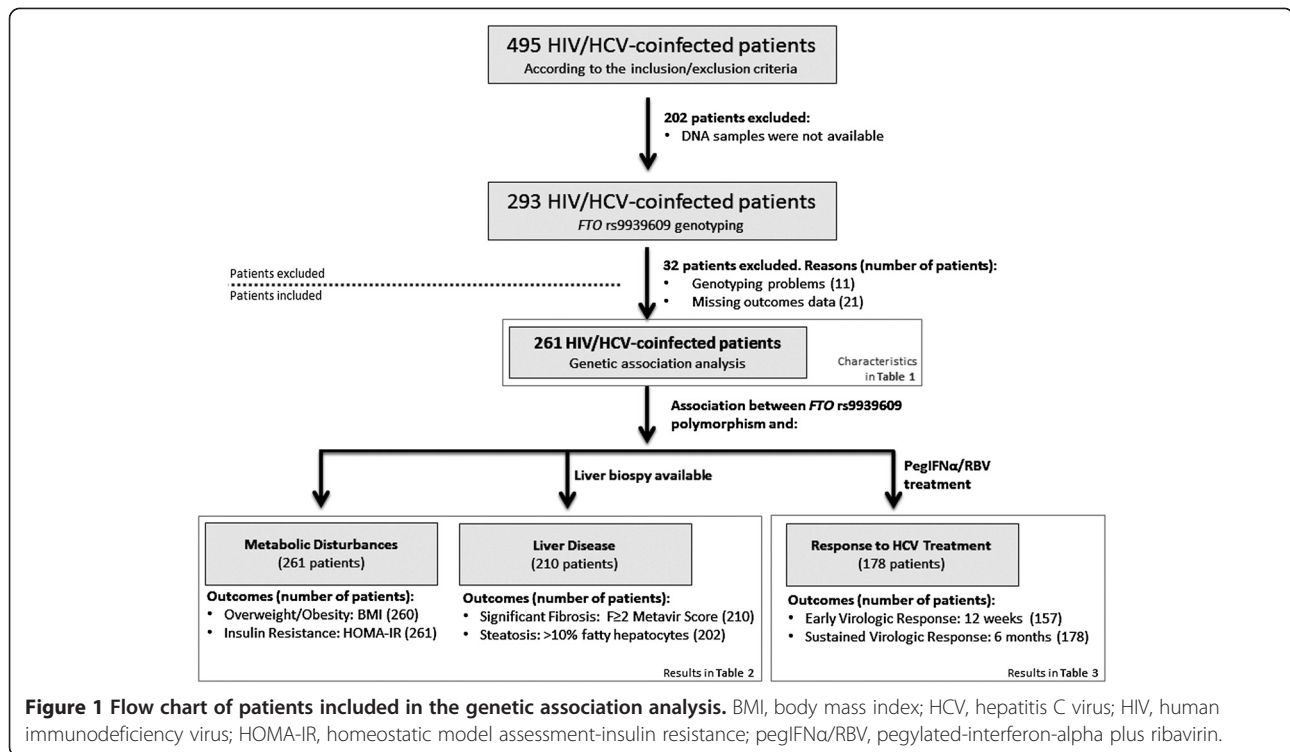 495 HIV/HCV-coinfected patients
According to the inclusion/exclusion criteria
202 patients excluded:
• DNA samples were not available
293 HIV/HCV-coinfected patients
FTO rs9939609 genotyping
Patients excluded
Patients included
32 patients excluded. Reasons (number of patients):
• Genotyping problems (11)
• Missing outcomes data (21)
261 HIV/HCV-coinfected patients
Genetic association analysis
Characteristics
in Table 1
Association between FTO rs9939609
polymorphism and:
Liver biospy available
PegIFNα/RBV
treatment
Metabolic Disturbances
(261 patients)
Outcomes (number of patients):
• Overweight/Obesity: BMI (260)
• Insulin Resistance: HOMA-IR (261)
Liver Disease
(210 patients)
Outcomes (number of patients):
• Significant Fibrosis: F≥2 Metavir Score (210)
• Steatosis: >10% fatty hepatocytes (202)
Results in Table 2
Response to HCV Treatment
(178 patients)
Outcomes (number of patients):
• Early Virologic Response: 12 weeks (157)
• Sustained Virologic Response: 6 months (178)
Results in Table 3
Figure 1 Flow chart of patients included in the genetic association analysis. BMI, body mass index; HCV, hepatitis C virus; HIV, human
immunodeficiency virus; HOMA-IR, homeostatic model assessment-insulin resistance; pegIFNα/RBV, pegylated-interferon-alpha plus ribavirin.